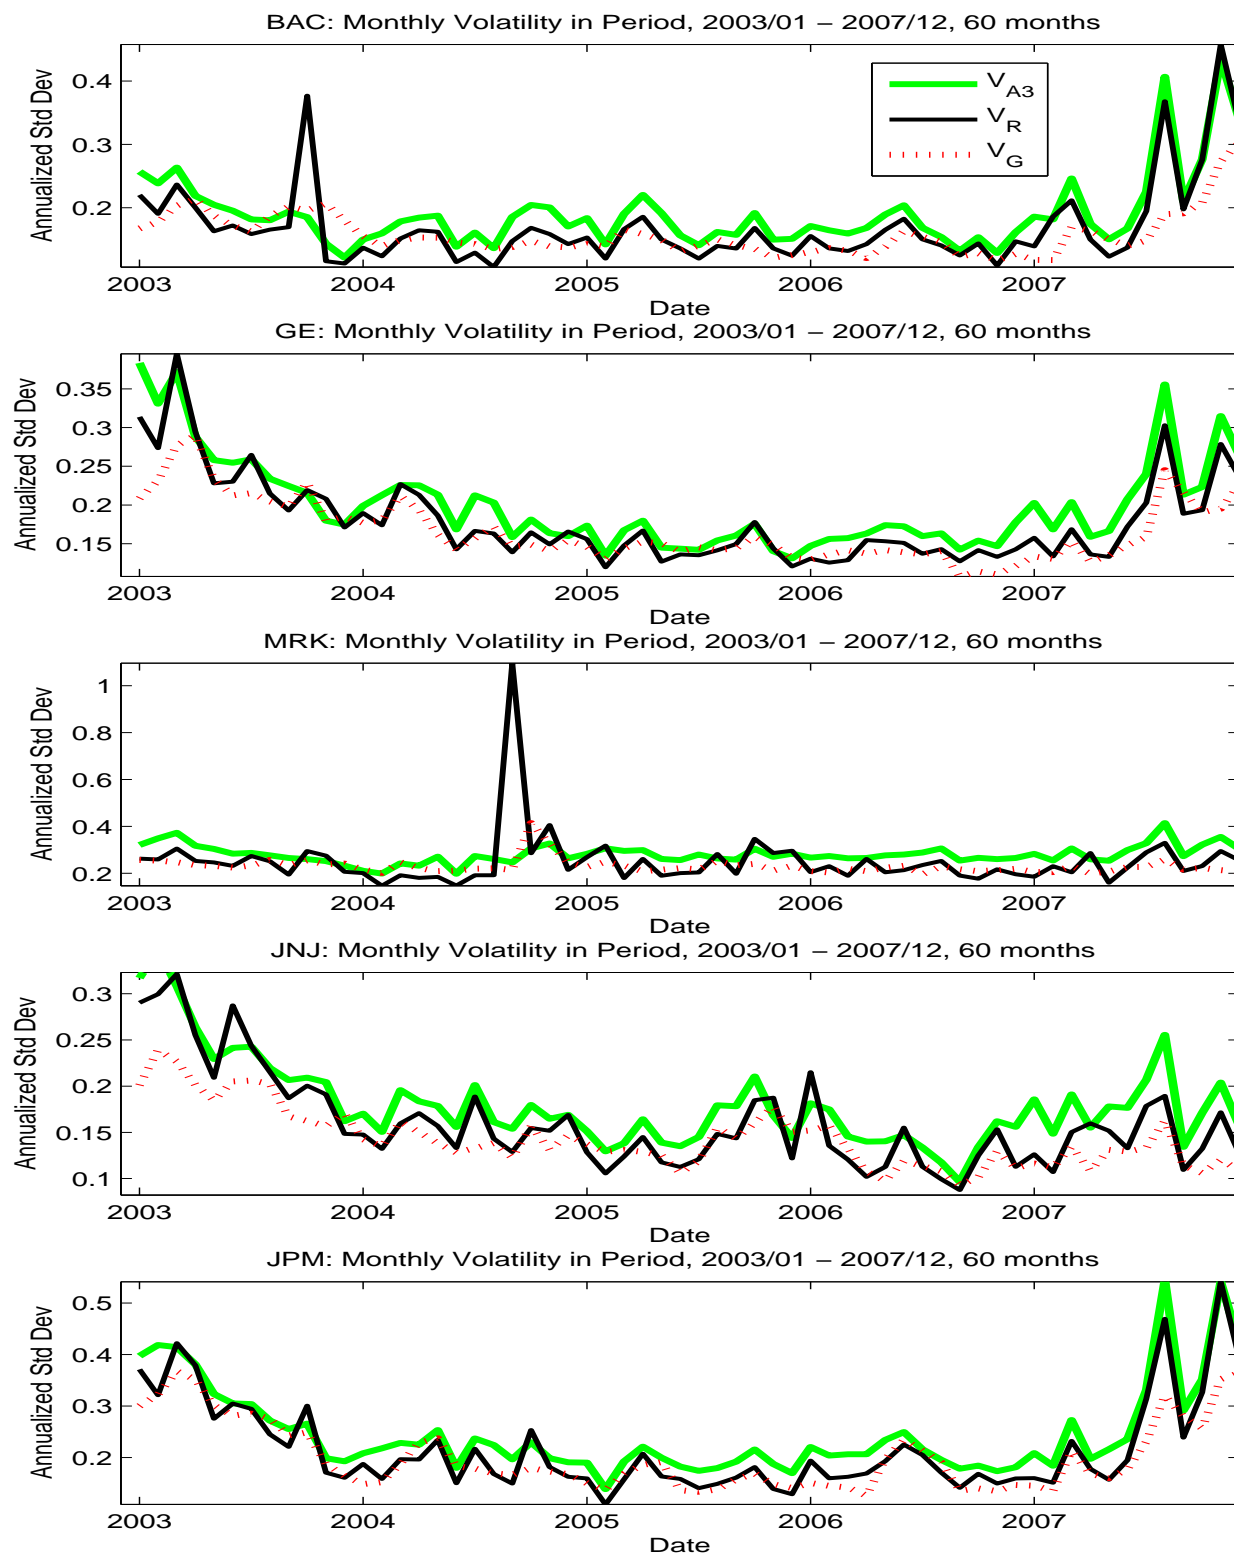 BAC: Monthly Volatility in Period, 2003/01 – 2007/12, 60 months
Annualized Std Dev
0.4
0.3
0.2
V_A3
V_R
V_G
2003 2004 2005 2006 2007
Date
GE: Monthly Volatility in Period, 2003/01 – 2007/12, 60 months
Annualized Std Dev
0.35
0.3
0.25
0.2
0.15
2003 2004 2005 2006 2007
Date
MRK: Monthly Volatility in Period, 2003/01 – 2007/12, 60 months
Annualized Std Dev
1
0.8
0.6
0.4
0.2
2003 2004 2005 2006 2007
Date
JNJ: Monthly Volatility in Period, 2003/01 – 2007/12, 60 months
Annualized Std Dev
0.3
0.25
0.2
0.15
0.1
2003 2004 2005 2006 2007
Date
JPM: Monthly Volatility in Period, 2003/01 – 2007/12, 60 months
Annualized Std Dev
0.5
0.4
0.3
0.2
2003 2004 2005 2006 2007
Date